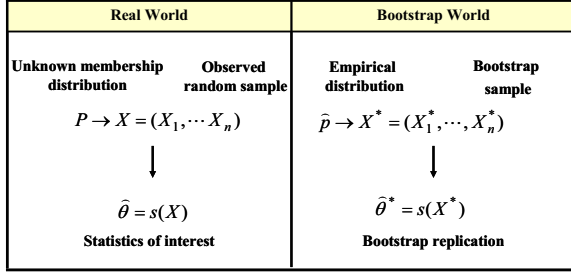 Real World
Bootstrap World
Unknown membership distribution
Observed random sample
P → X = (X₁, ⋯ Xₙ)
θ̂ = s(X)
Statistics of interest
Empirical distribution
Bootstrap sample
p̂ → X* = (X₁*, ⋯, Xₙ*)
θ̂* = s(X*)
Bootstrap replication